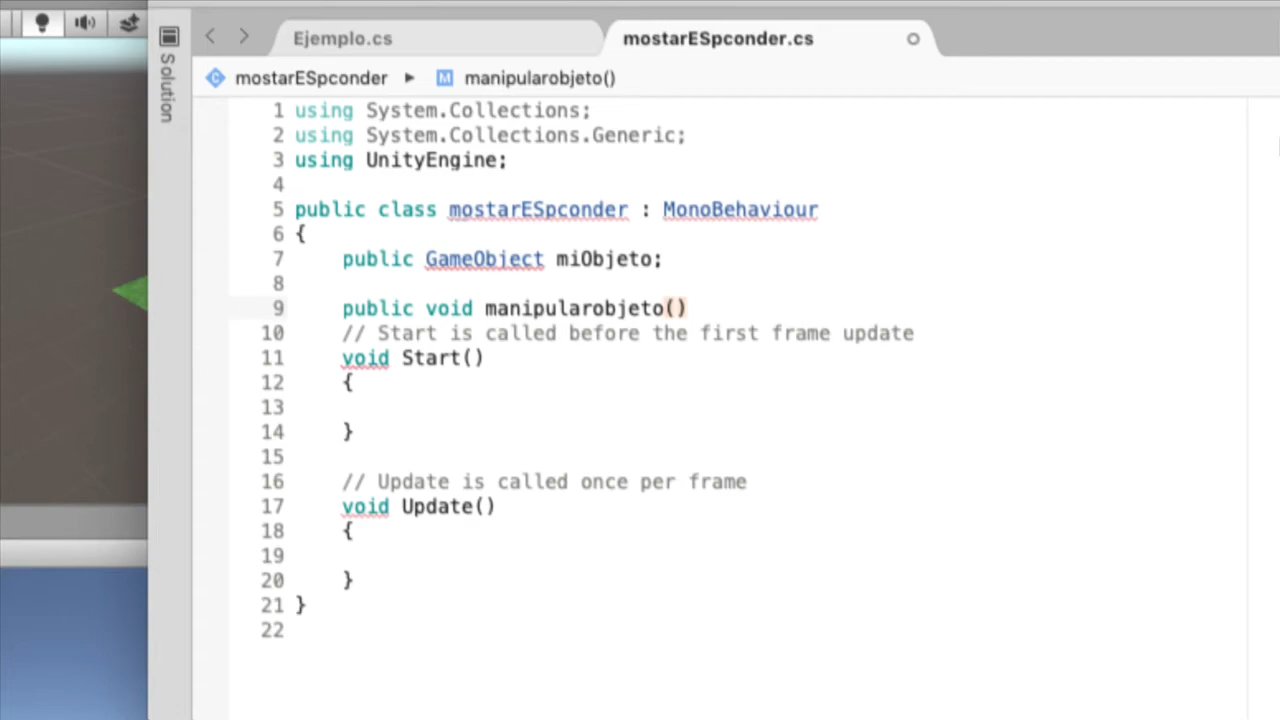 Solution
Ejemplo.cs
mostarESpconder.cs
mostarESpconder ▸ M manipularobjeto()
1 using System.Collections;
2 using System.Collections.Generic;
3 using UnityEngine;
4
5 public class mostarESpconder : MonoBehaviour
6 {
7     public GameObject miObjeto;
8
9     public void manipularobjeto()
10     // Start is called before the first frame update
11     void Start()
12     {
13
14     }
15
16     // Update is called once per frame
17     void Update()
18     {
19
20     }
21 }
22